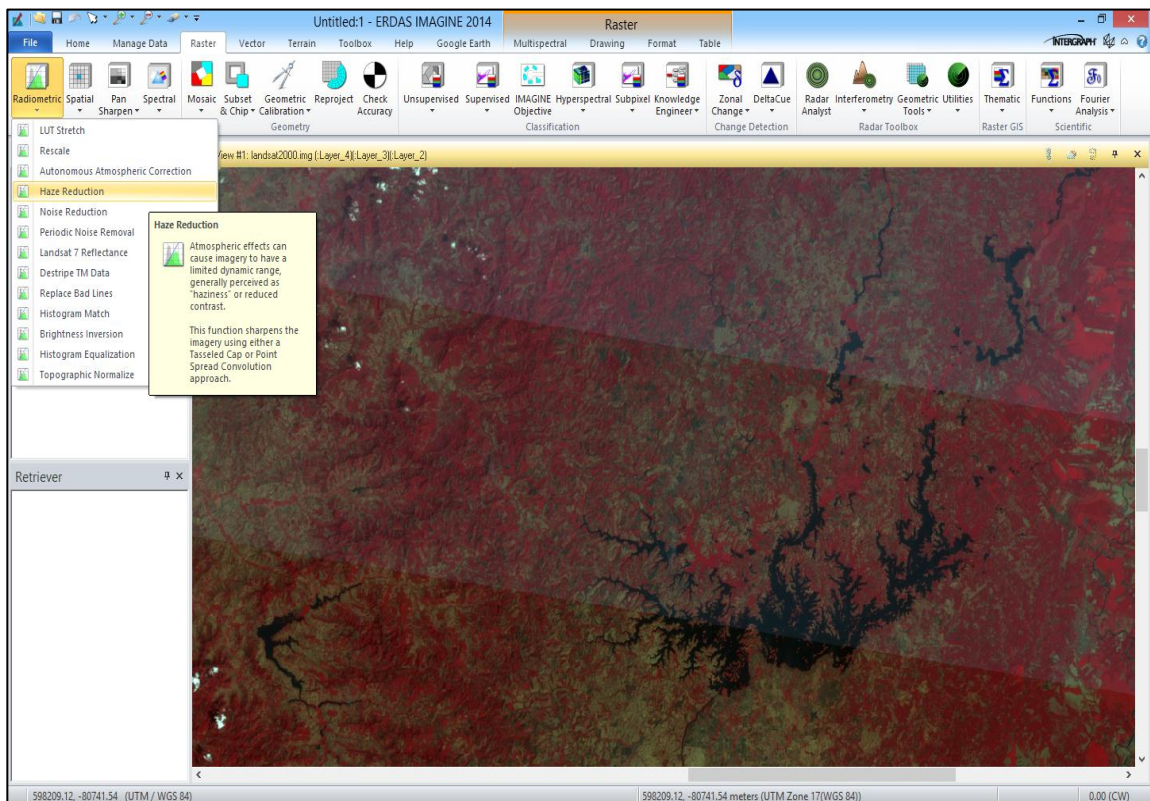 Untitled:1 - ERDAS IMAGINE 2014
Raster
File Home Manage Data Raster Vector Terrain Toolbox Help Google Earth Multispectral Drawing Format Table
INTERGRAPH
Radiometric Spatial Pan Sharpen Spectral Mosaic Subset & Chip Geometric Calibration Reproject Check Accuracy Unsupervised Supervised IMAGINE Objective Hyperspectral Subpixel Knowledge Engineer Zonal Change DeltaCue Radar Analyst Interferometry Geometric Tools Utilities Thematic Functions Fourier Analysis
Geometry Classification Change Detection Radar Toolbox Raster GIS Scientific
LUT Stretch
Rescale
View #1: landsat2000.img (:Layer_4)(:Layer_3)(:Layer_2)
Autonomous Atmospheric Correction
Haze Reduction
Noise Reduction
Periodic Noise Removal
Landsat 7 Reflectance
Destripe TM Data
Replace Bad Lines
Histogram Match
Brightness Inversion
Histogram Equalization
Topographic Normalize
Haze Reduction
Atmospheric effects can
cause imagery to have a
limited dynamic range,
generally perceived as
"haziness" or reduced
contrast.
This function sharpens the
imagery using either a
Tasseled Cap or Point
Spread Convolution
approach.
Retriever
598209.12, -80741.54 (UTM / WGS 84)
598209.12, -80741.54 meters (UTM Zone 17(WGS 84))
0.00 (CW)